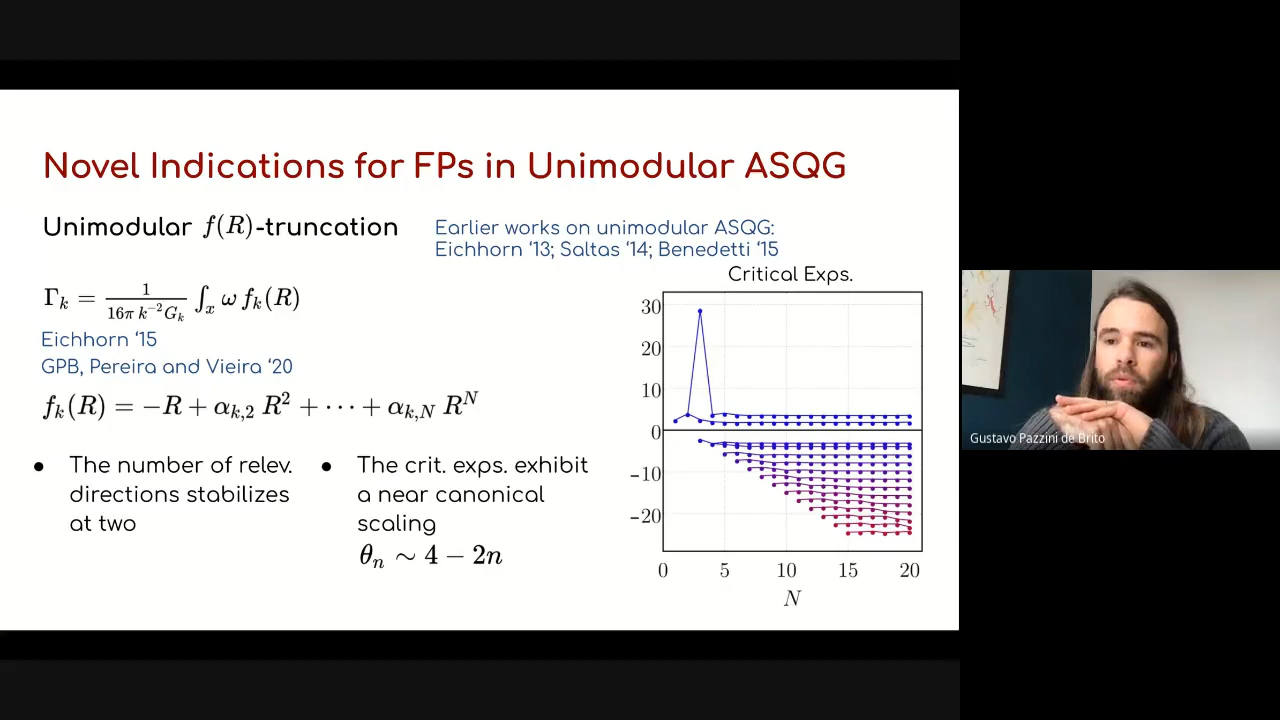 Novel Indications for FPs in Unimodular ASQG
Unimodular f(R)-truncation
Earlier works on unimodular ASQG:
Eichhorn '13; Saltas '14; Benedetti '15
Γ_k = 1/(16π k^{-2} G_k) ∫_x ω f_k(R)
Eichhorn '15
GPB, Pereira and Vieira '20
f_k(R) = −R + α_{k,2} R^2 + ··· + α_{k,N} R^N
● The number of relev.
directions stabilizes
at two
● The crit. exps. exhibit
a near canonical
scaling
θ_n ∼ 4 − 2n
Critical Exps.
30
20
10
0
−10
−20
0 5 10 15 20
N
Gustavo Pazzini de Brito